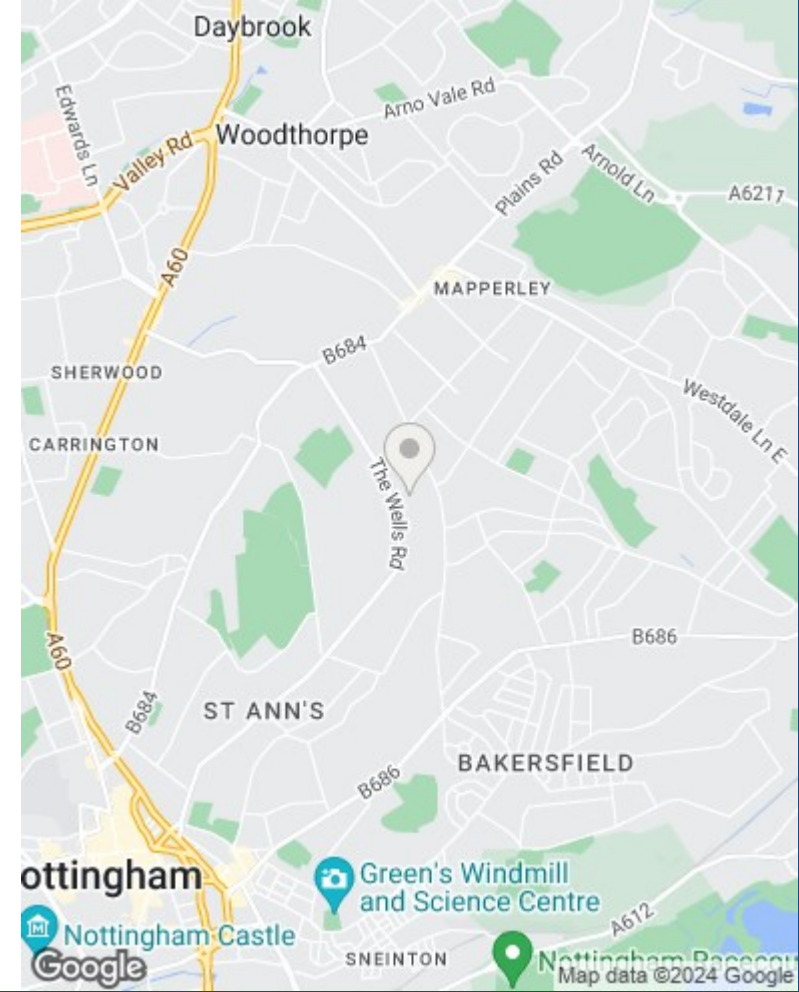 Daybrook
Edwards Ln
Arno Vale Rd
Woodthorpe
Valley Rd
Plains Rd
Arnold Ln
A6211
A60
MAPPERLEY
B684
SHERWOOD
Westdale Ln E
CARRINGTON
The Wells Rd
A60
B686
B684
ST ANN'S
BAKERSFIELD
B686
ottingham
Green's Windmill
and Science Centre
A612
Nottingham Castle
SNEINTON
Nottingham Racecou
Google
Map data ©2024 Google